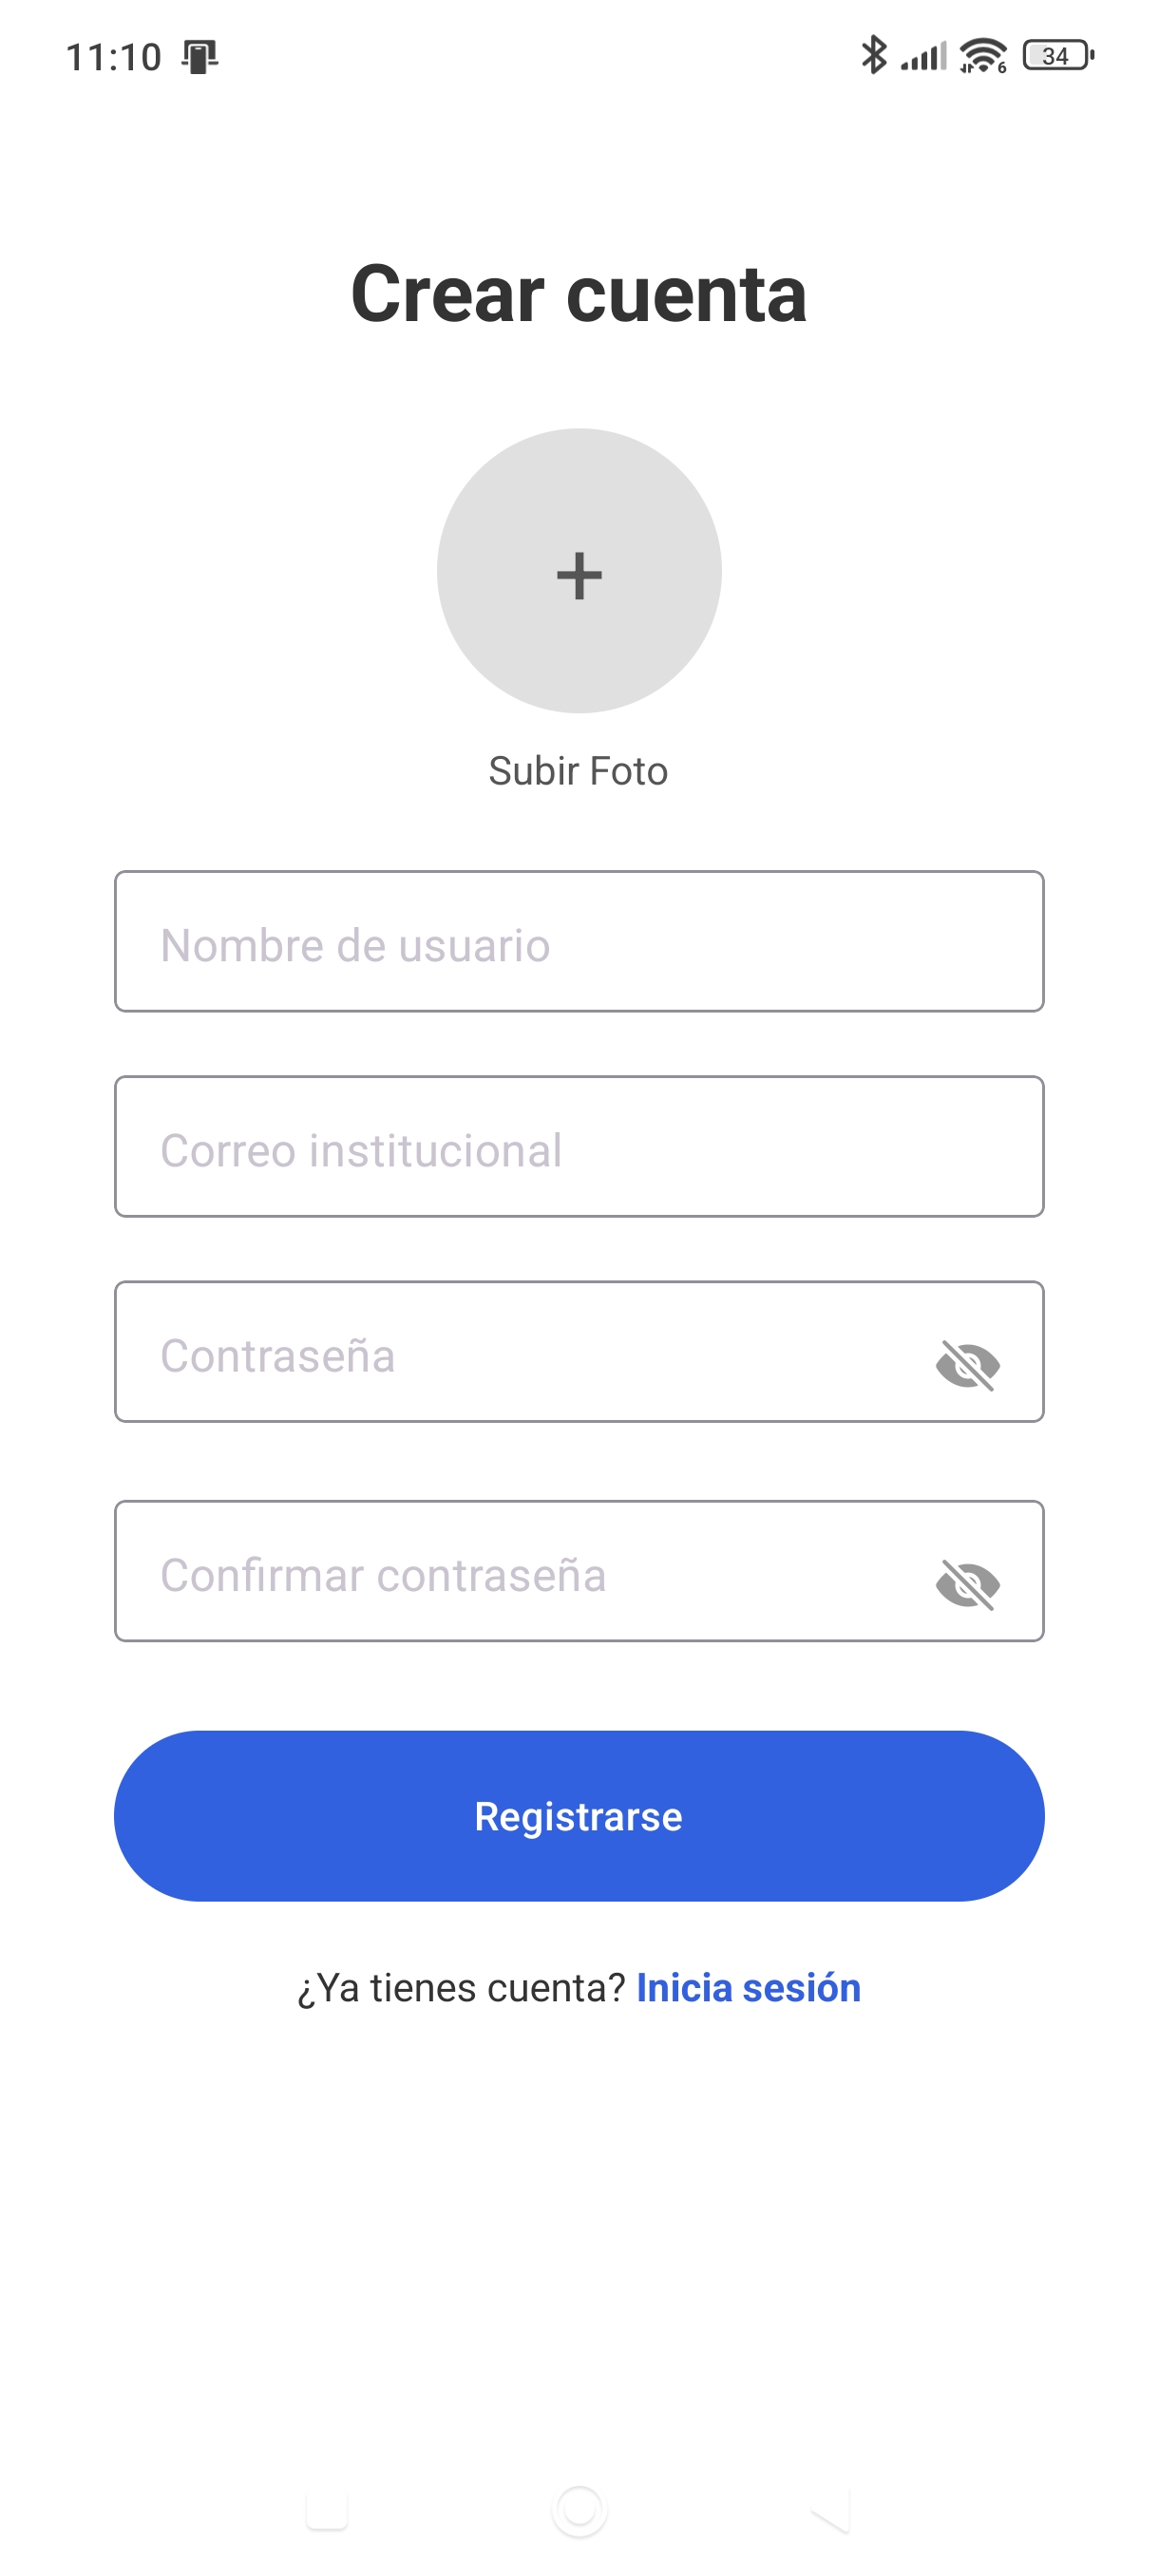 11:10
6
34
Crear cuenta
+
Subir Foto
Nombre de usuario
Correo institucional
Contraseña
Confirmar contraseña
Registrarse
¿Ya tienes cuenta? Inicia sesión